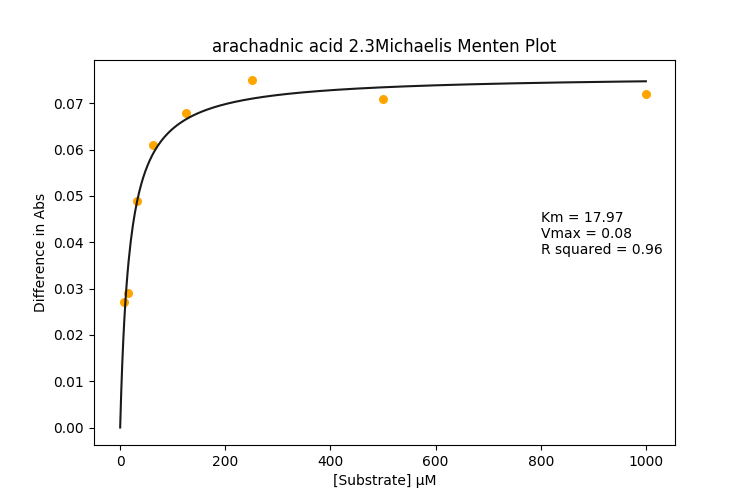 arachadnic acid 2.3Michaelis Menten Plot
0.07
0.06
0.05
0.04
0.03
0.02
0.01
0.00
Difference in Abs
Km = 17.97
Vmax = 0.08
R squared = 0.96
0 200 400 600 800 1000
[Substrate] µM